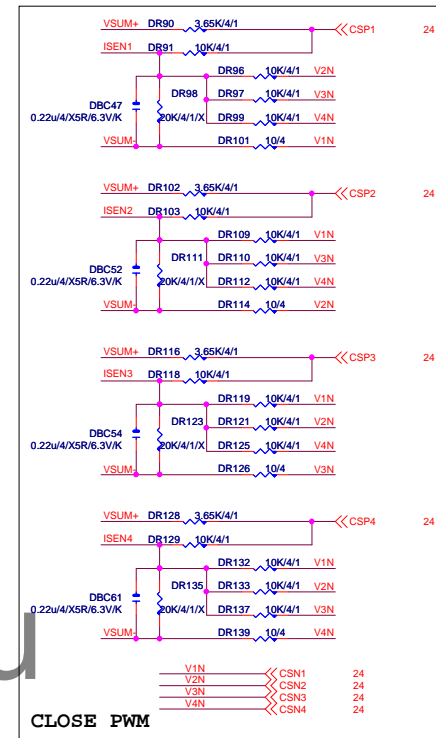 VSUM+ DR90 3.65K/4/1 CSP1 24
ISEN1 DR91 10K/4/1
DR96 10K/4/1 V2N
DBC47 DR98 DR97 10K/4/1 V3N
0.22u/4/X5R/6.3V/K 20K/4/1/X DR99 10K/4/1 V4N
VSUM- DR101 10/4 V1N
VSUM+ DR102 3.65K/4/1 CSP2 24
ISEN2 DR103 10K/4/1
DR109 10K/4/1 V1N
DBC52 DR111 DR110 10K/4/1 V3N
0.22u/4/X5R/6.3V/K 20K/4/1/X DR112 10K/4/1 V4N
VSUM- DR114 10/4 V2N
VSUM+ DR116 3.65K/4/1 CSP3 24
ISEN3 DR118 10K/4/1
DR119 10K/4/1 V1N
DBC54 DR123 DR121 10K/4/1 V2N
0.22u/4/X5R/6.3V/K 20K/4/1/X DR125 10K/4/1 V4N
VSUM- DR126 10/4 V3N
VSUM+ DR128 3.65K/4/1 CSP4 24
ISEN4 DR129 10K/4/1
DR132 10K/4/1 V1N
DBC61 DR135 DR133 10K/4/1 V2N
0.22u/4/X5R/6.3V/K 20K/4/1/X DR137 10K/4/1 V3N
VSUM- DR139 10/4 V4N
V1N CSN1 24
V2N CSN2 24
V3N CSN3 24
V4N CSN4 24
CLOSE PWM